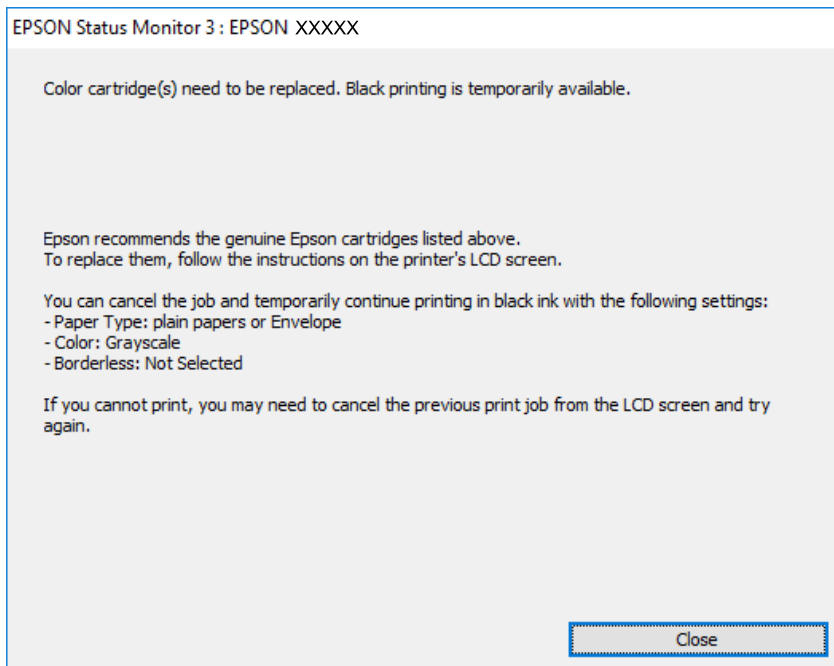 EPSON Status Monitor 3 : EPSON XXXXX
Color cartridge(s) need to be replaced. Black printing is temporarily available.
Epson recommends the genuine Epson cartridges listed above.
To replace them, follow the instructions on the printer's LCD screen.
You can cancel the job and temporarily continue printing in black ink with the following settings:
- Paper Type: plain papers or Envelope
- Color: Grayscale
- Borderless: Not Selected
If you cannot print, you may need to cancel the previous print job from the LCD screen and try
again.
Close